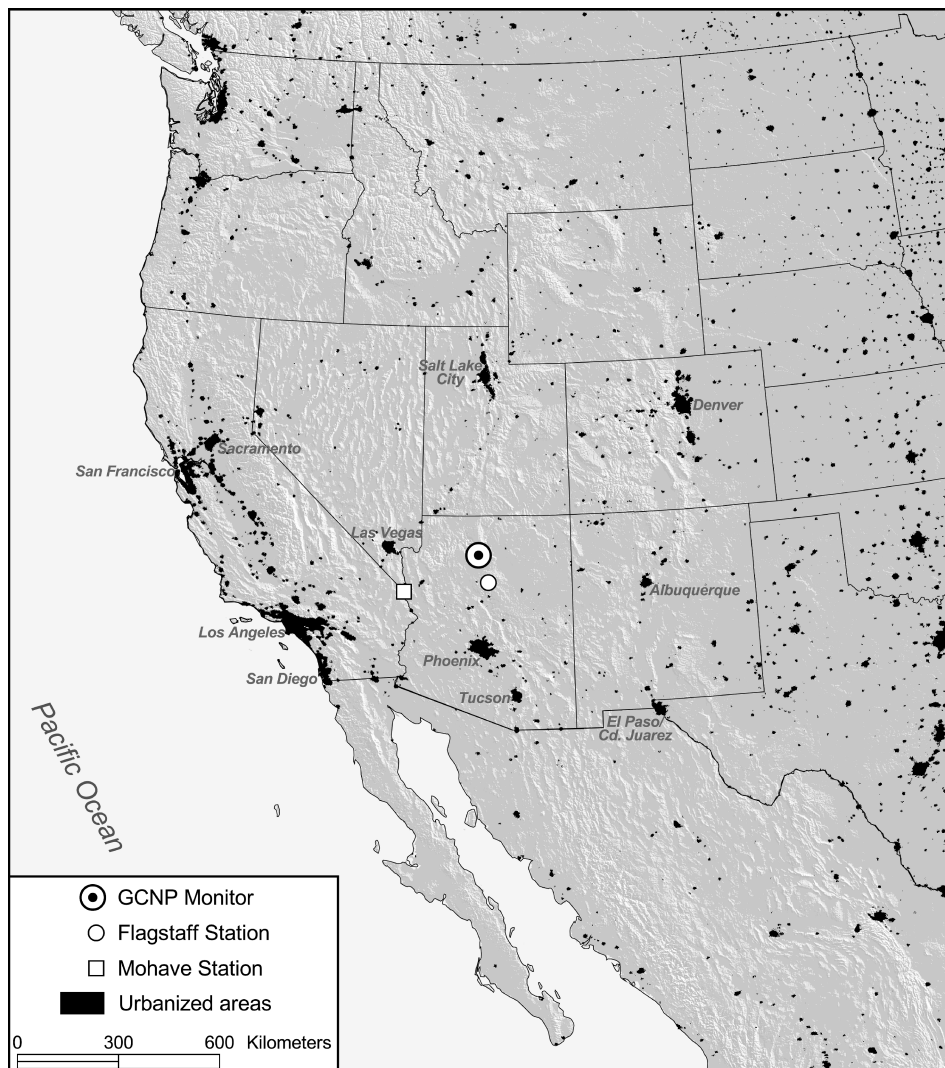 Salt Lake
City
Denver
Sacramento
San Francisco
Las Vegas
Albuquerque
Los Angeles
Phoenix
San Diego
Tucson
El Paso/
Cd. Juarez
Pacific Ocean
GCNP Monitor
Flagstaff Station
Mohave Station
Urbanized areas
0 300 600 Kilometers